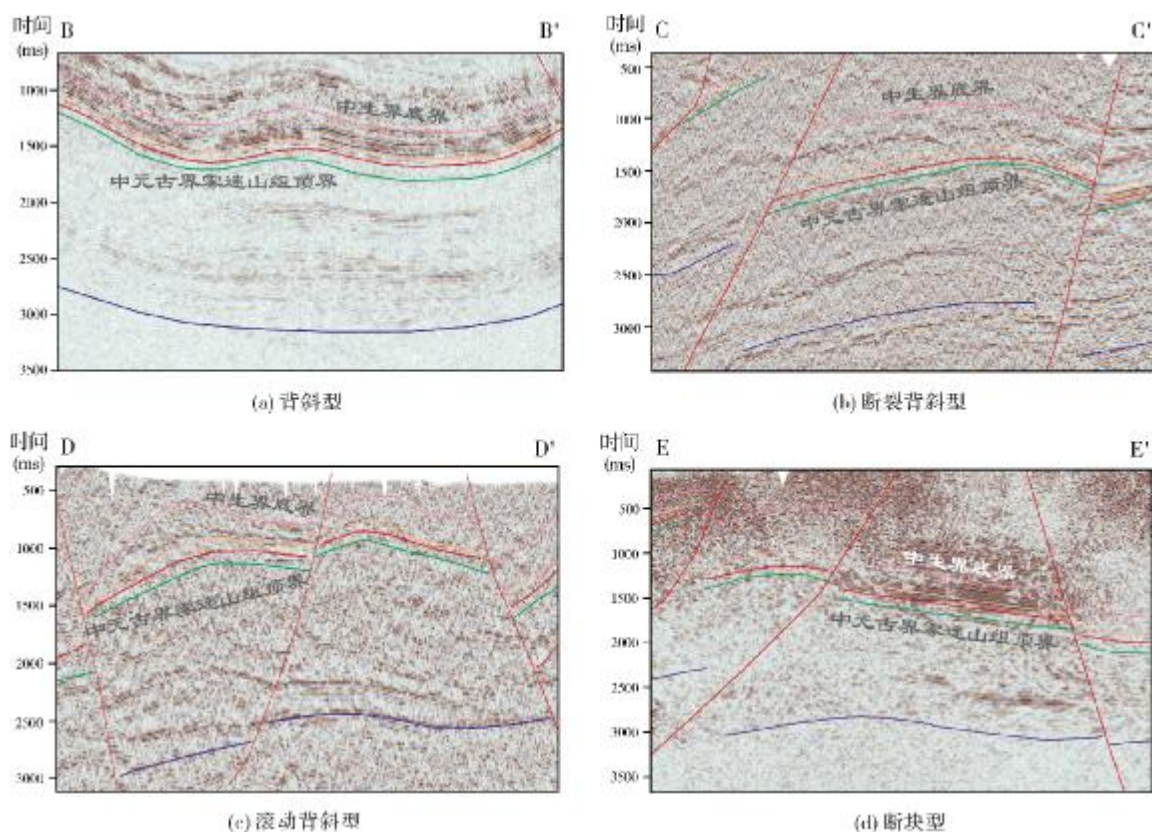 时间 B B'
(ms)
1000
1500
2000
2500
3000
3500
中生界底界
中元古界雾迷山组顶界
(a) 背斜型
时间 C C'
(ms)
500
1000
1500
2000
2500
3000
中生界底界
中元古界雾迷山组顶界
(b) 断裂背斜型
时间 D D'
(ms)
500
1000
1500
2000
2500
3000
中生界底界
中元古界雾迷山组顶界
(c) 滚动背斜型
时间 E E'
(ms)
500
1000
1500
2000
2500
3000
3500
中生界底界
中元古界雾迷山组顶界
(d) 断块型